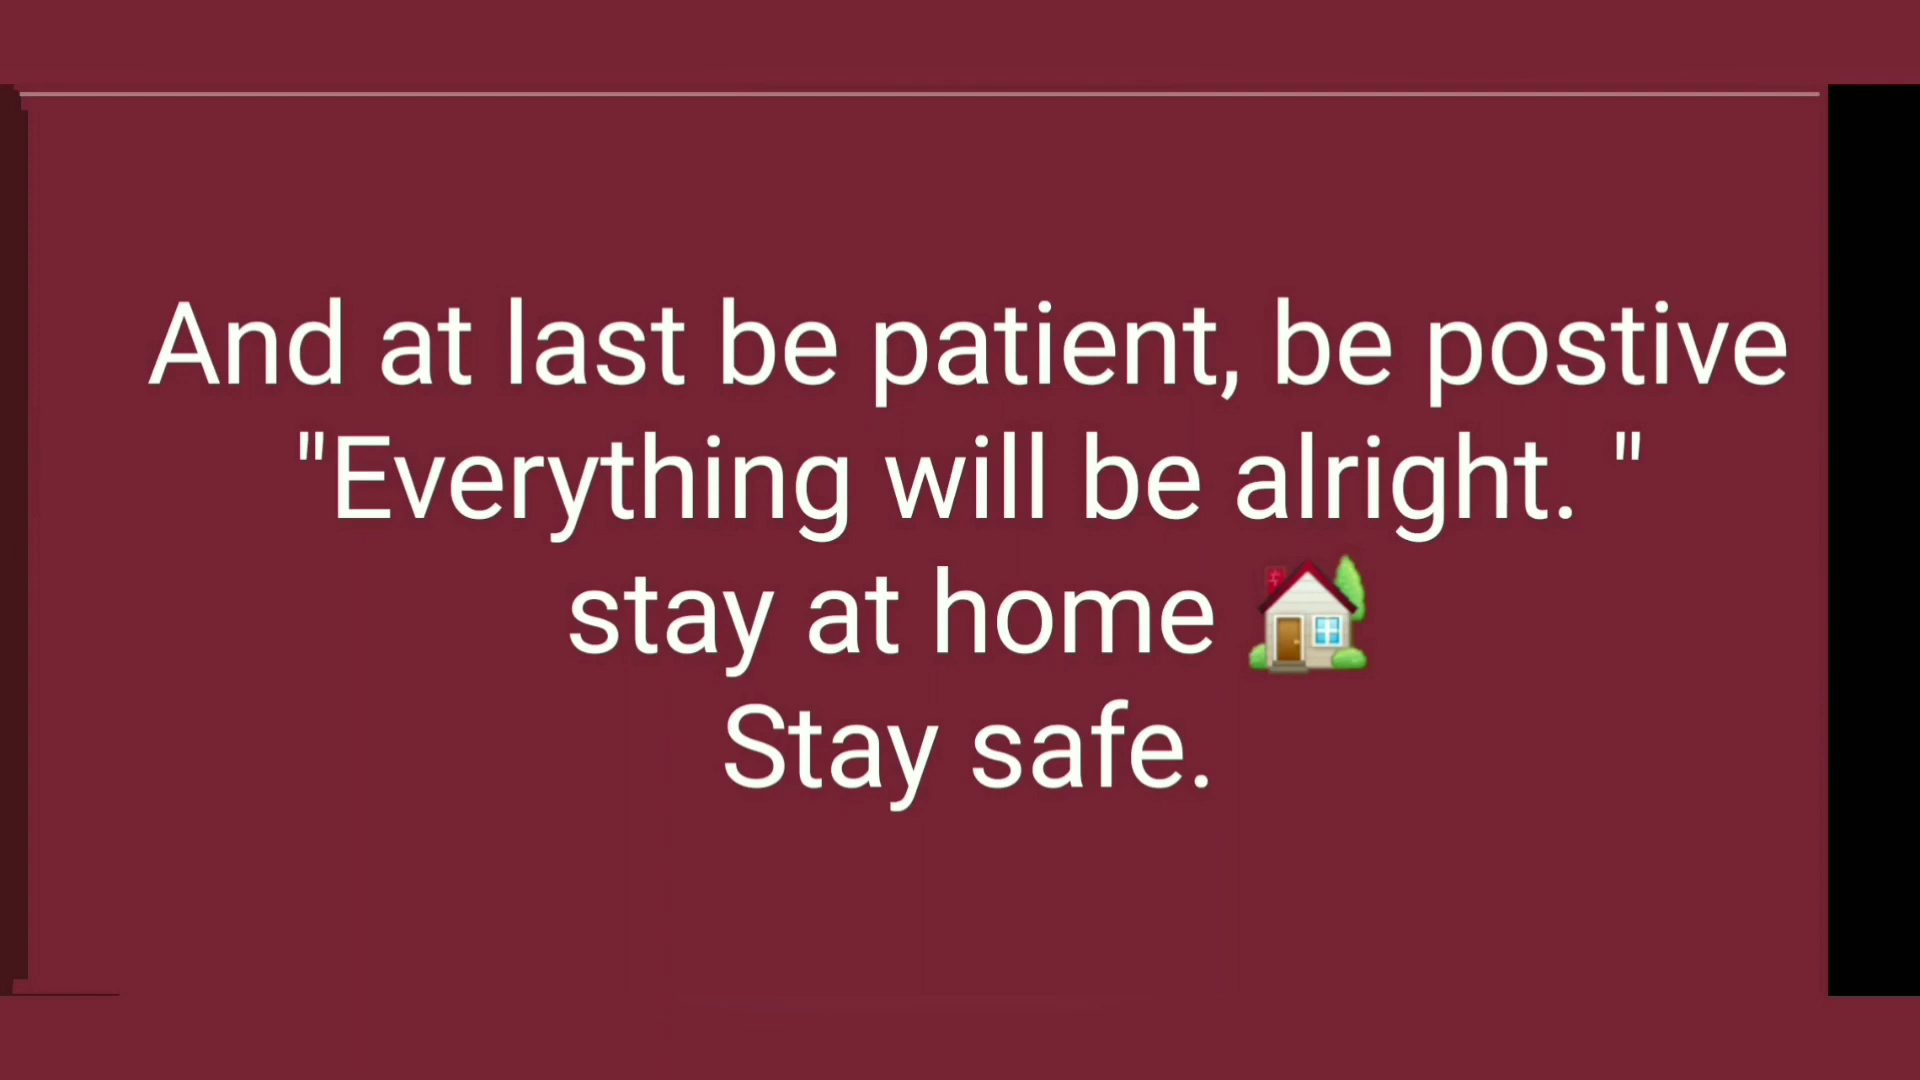 And at last be patient, be postive
"Everything will be alright. "
stay at home 🏡
Stay safe.